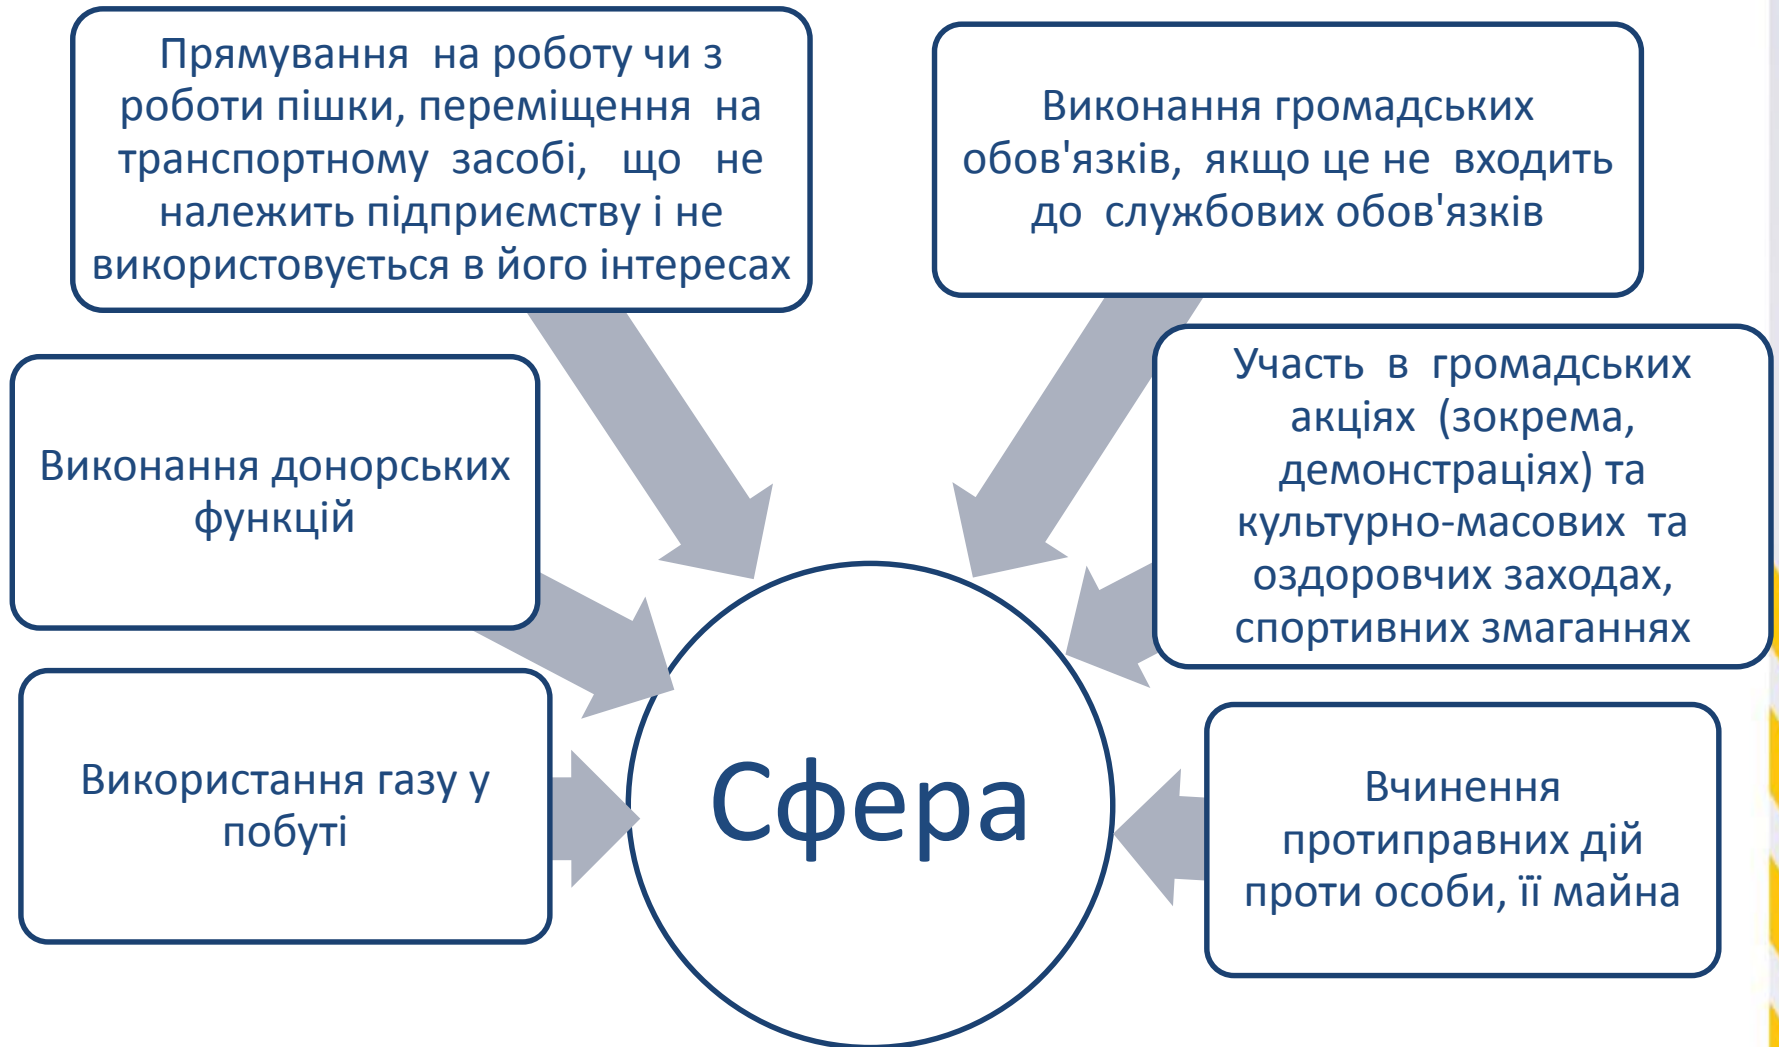 Прямування на роботу чи з
роботи пішки, переміщення на
транспортному засобі, що не
належить підприємству і не
використовується в його інтересах
Виконання громадських
обов'язків, якщо це не входить
до службових обов'язків
Виконання донорських
функцій
Участь в громадських
акціях (зокрема,
демонстраціях) та
культурно-масових та
оздоровчих заходах,
спортивних змаганнях
Використання газу у
побуті
Сфера
Вчинення
протиправних дій
проти особи, її майна